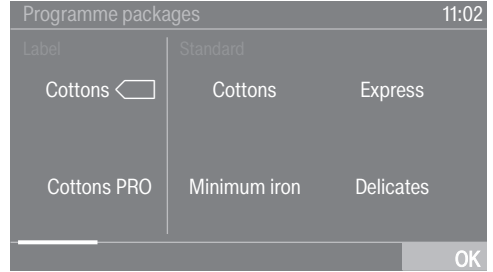 Programme packages 11:02
Label Standard
Cottons Cottons Express
Cottons PRO Minimum iron Delicates
OK